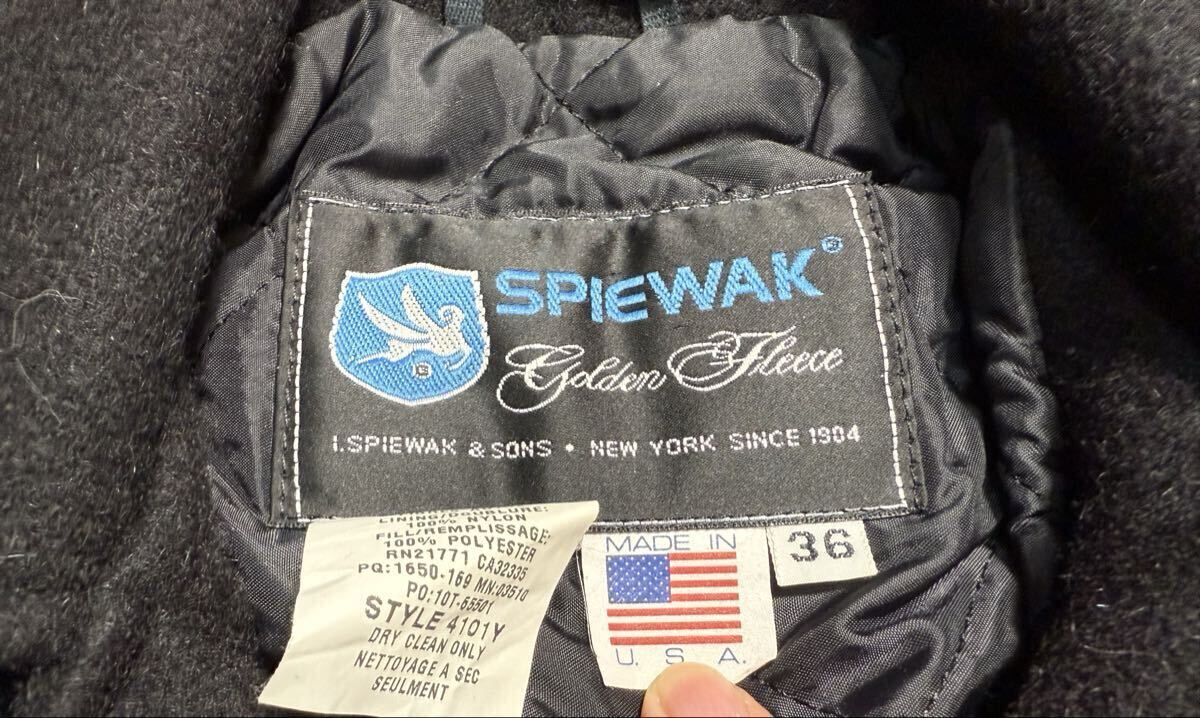 SPIEWAK®
Golden Fleece
I.SPIEWAK & SONS • NEW YORK SINCE 1904
100% NYLON
FILL/REMPLISSAGE:
100% POLYESTER
RN21771 CA32335
PQ:1650-169 MN:03510
PO:10T-65501
STYLE 4101Y
DRY CLEAN ONLY
NETTOYAGE A SEC
SEULMENT
MADE IN
U. S. A.
36